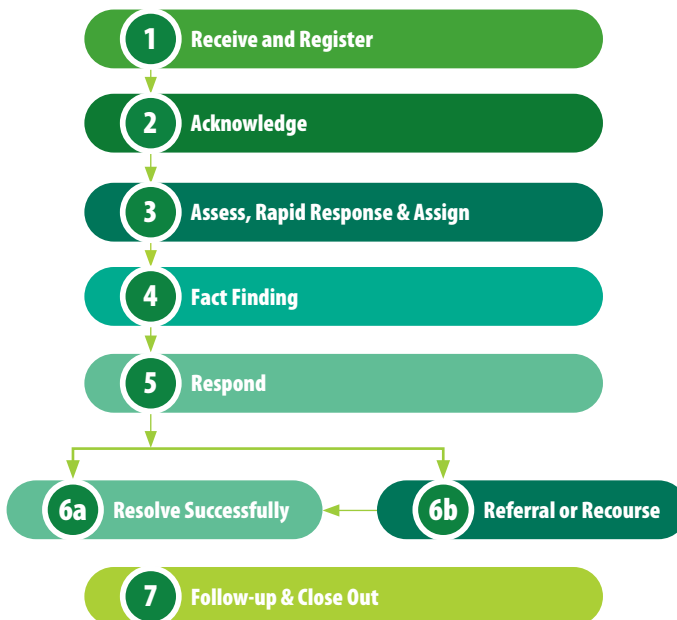 1 Receive and Register
2 Acknowledge
3 Assess, Rapid Response & Assign
4 Fact Finding
5 Respond
6a Resolve Successfully
6b Referral or Recourse
7 Follow-up & Close Out